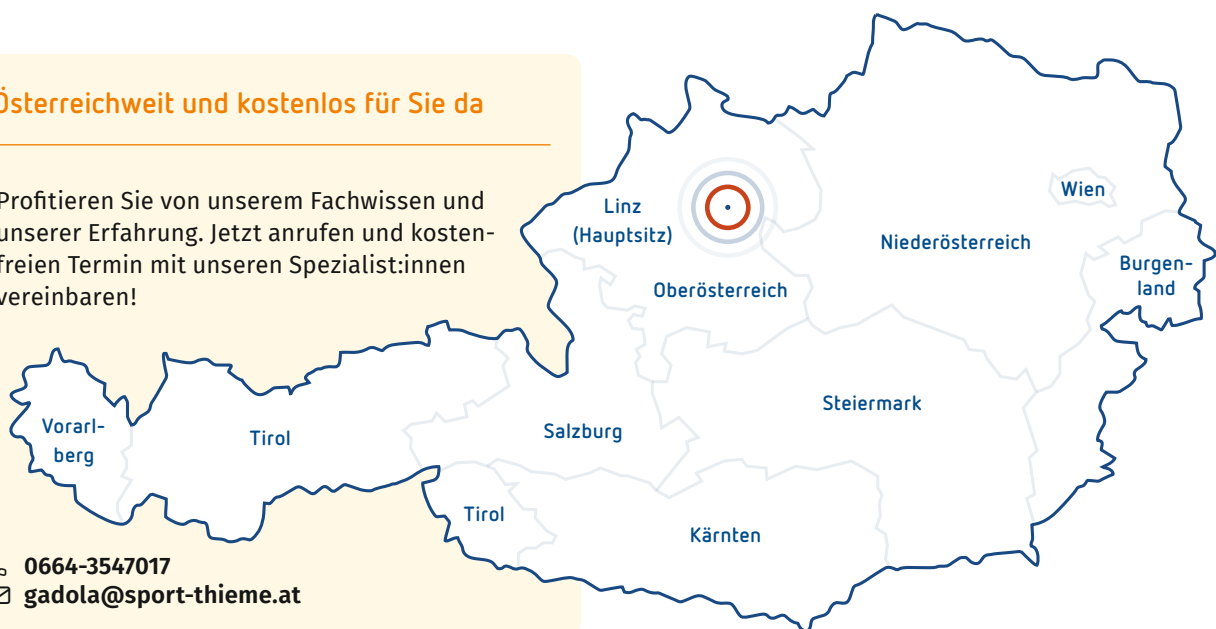 Österreichweit und kostenlos für Sie da
Profitieren Sie von unserem Fachwissen und
unserer Erfahrung. Jetzt anrufen und kosten-
freien Termin mit unseren Spezialist:innen
vereinbaren!
0664-3547017
gadola@sport-thieme.at
Linz
(Hauptsitz)
Oberösterreich
Niederösterreich
Wien
Burgen-
land
Vorarl-
berg
Tirol
Salzburg
Steiermark
Tirol
Kärnten